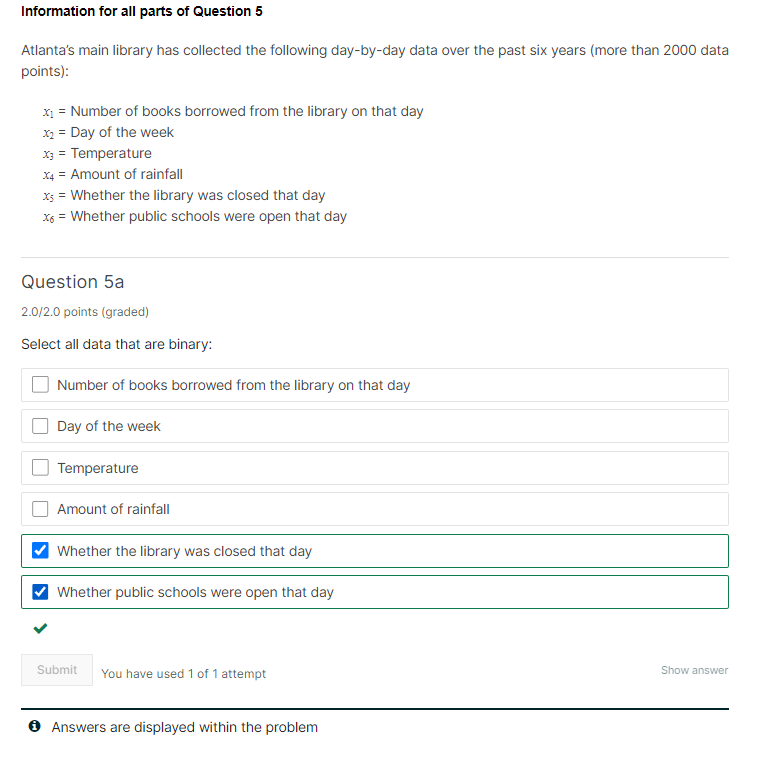 Information for all parts of Question 5
Atlanta's main library has collected the following day-by-day data over the past six years (more than 2000 data
points):
x1 = Number of books borrowed from the library on that day
x2 = Day of the week
x3 = Temperature
x4 = Amount of rainfall
x5 = Whether the library was closed that day
x6 = Whether public schools were open that day
Question 5a
2.0/2.0 points (graded)
Select all data that are binary:
Number of books borrowed from the library on that day
Day of the week
Temperature
Amount of rainfall
Whether the library was closed that day
Whether public schools were open that day
Submit
You have used 1 of 1 attempt
Show answer
Answers are displayed within the problem